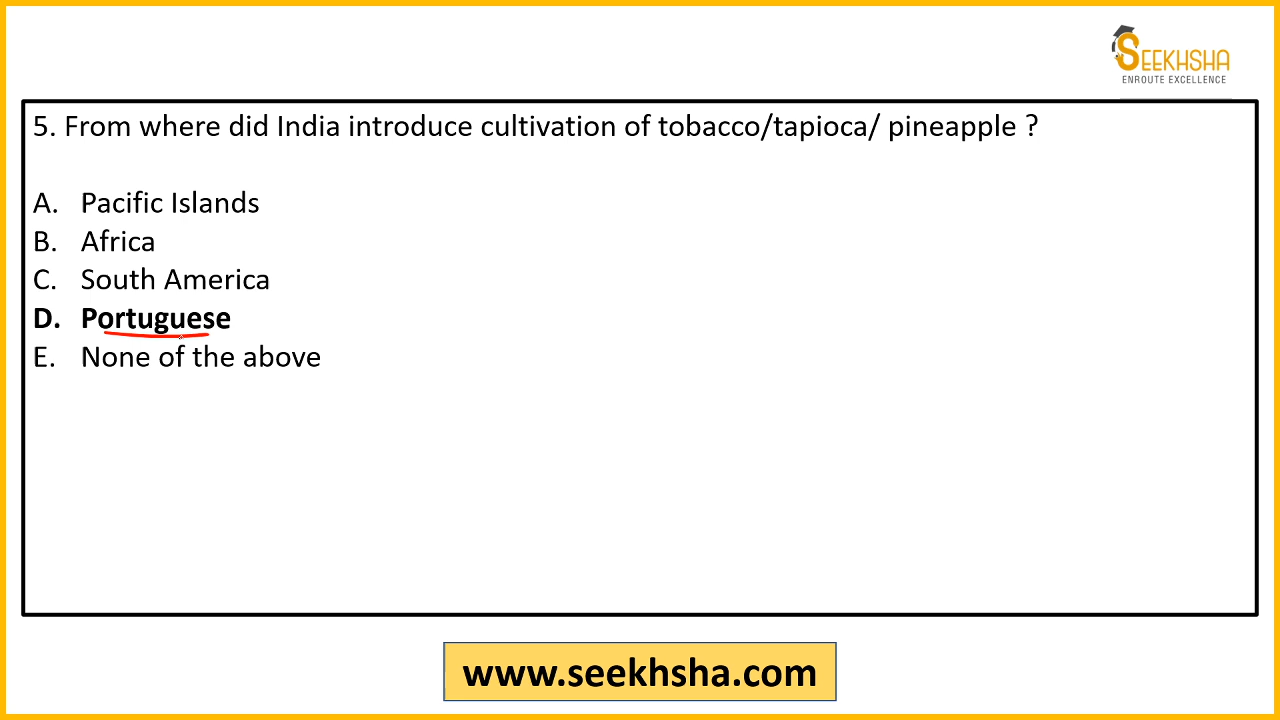 SEEKHSHA
ENROUTE EXCELLENCE
5. From where did India introduce cultivation of tobacco/tapioca/ pineapple ?
A. Pacific Islands
B. Africa
C. South America
D. Portuguese
E. None of the above
www.seekhsha.com